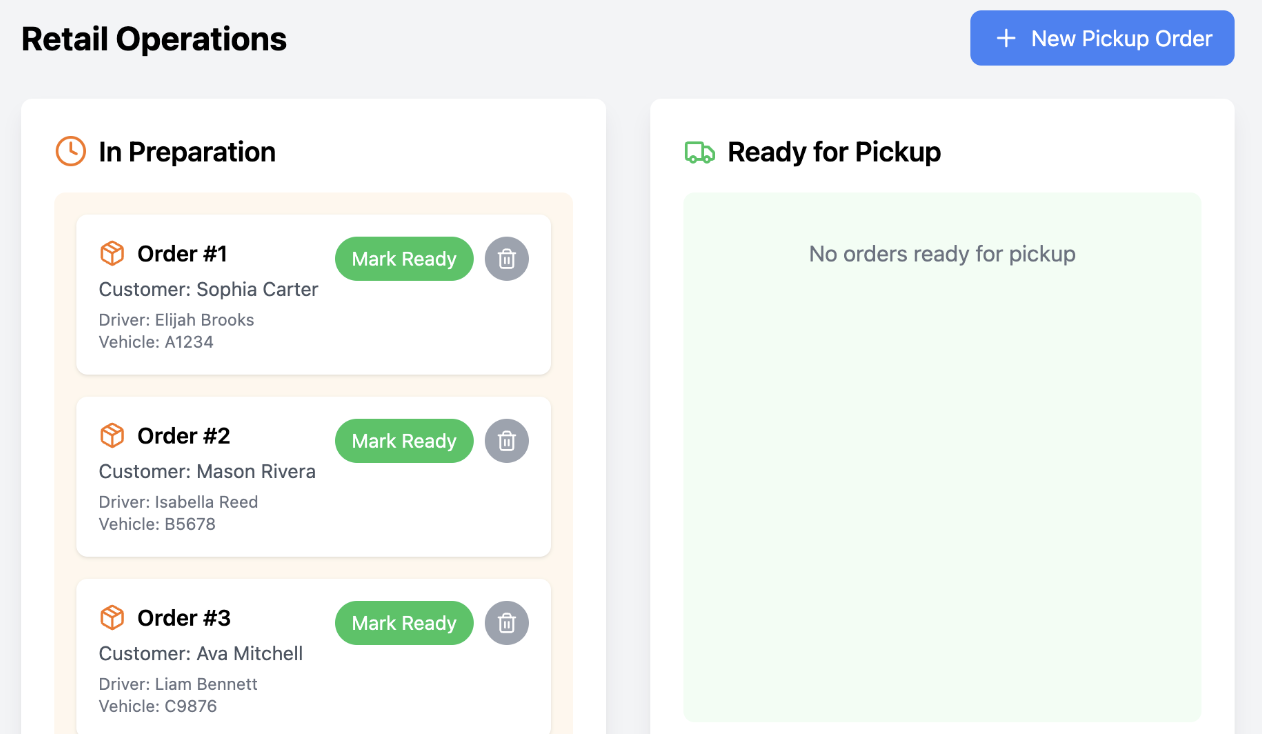 Retail Operations
New Pickup Order
In Preparation
Order #1
Mark Ready
Customer: Sophia Carter
Driver: Elijah Brooks
Vehicle: A1234
Order #2
Mark Ready
Customer: Mason Rivera
Driver: Isabella Reed
Vehicle: B5678
Order #3
Mark Ready
Customer: Ava Mitchell
Driver: Liam Bennett
Vehicle: C9876
Ready for Pickup
No orders ready for pickup